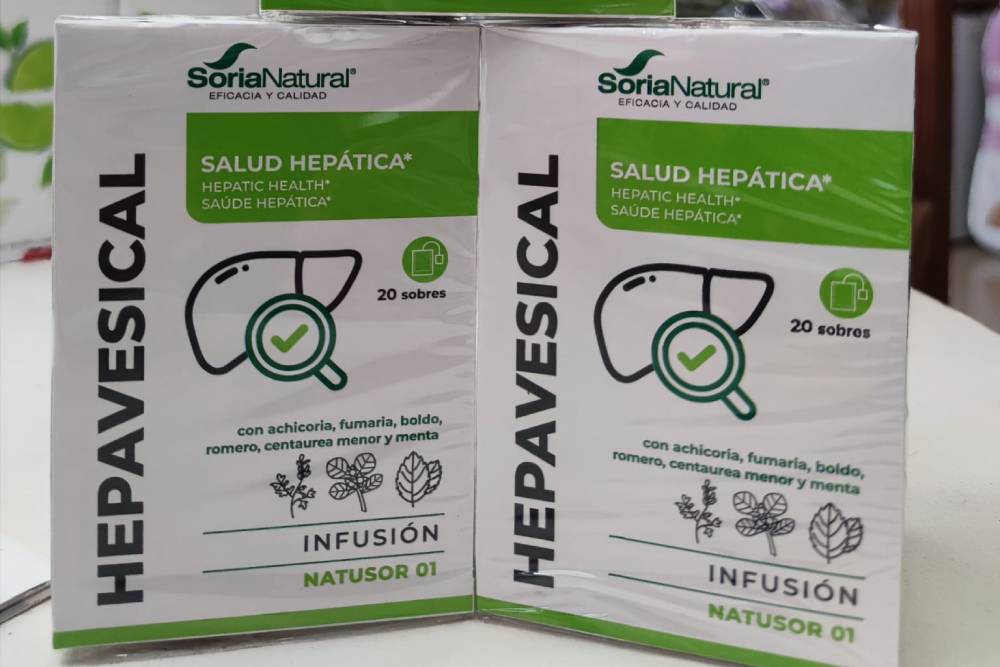 SoriaNatural®
EFICACIA Y CALIDAD
SALUD HEPÁTICA*
HEPATIC HEALTH*
SAÚDE HEPÁTICA*
HEPAVESICAL
20 sobres
con achicoria, fumaria, boldo,
romero, centaurea menor y menta
INFUSIÓN
NATUSOR 01
SoriaNatural®
EFICACIA Y CALIDAD
SALUD HEPÁTICA*
HEPATIC HEALTH*
SAÚDE HEPÁTICA*
HEPAVESICAL
20 sobres
con achicoria, fumaria, boldo,
romero, centaurea menor y menta
INFUSIÓN
NATUSOR 01